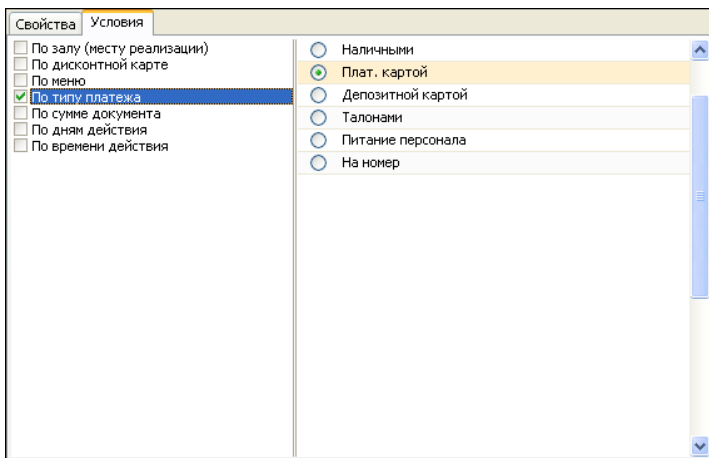 Свойства
Условия
По залу (месту реализации)
По дисконтной карте
По меню
По типу платежа
По сумме документа
По дням действия
По времени действия
Наличными
Плат. картой
Депозитной картой
Талонами
Питание персонала
На номер